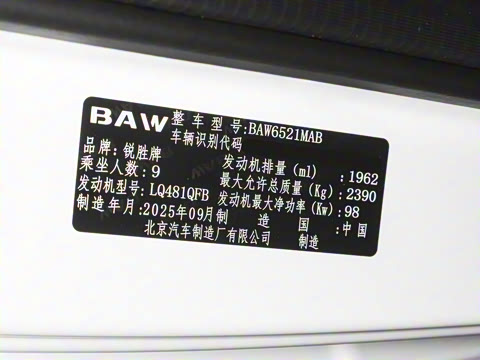 BAW 整车型号:BAW6521MAB
车辆识别代码
品牌:锐胜牌 发动机排量(ml):1962
乘坐人数:9 最大允许总质量(Kg):2390
发动机型号:LQ481QFB 发动机最大净功率(Kw):98
制造年月:2025年09月 制造国:中国
北京汽车制造厂有限公司 制造